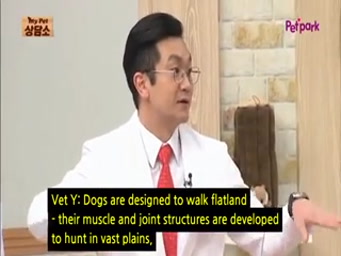 My Pet
상담소
Petpark
Vet Y: Dogs are designed to walk flatland
- their muscle and joint structures are developed
to hunt in vast plains,